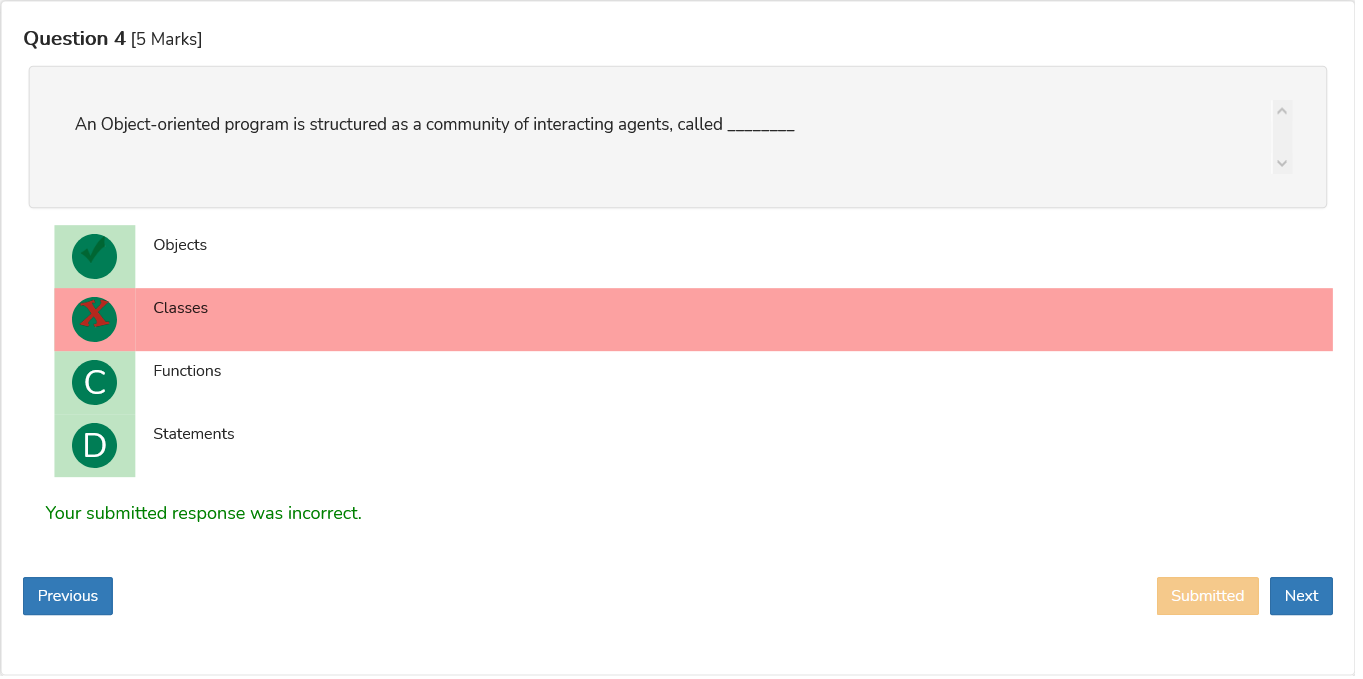 Question 4 [5 Marks]
An Object-oriented program is structured as a community of interacting agents, called ________
Objects
X Classes
C Functions
D Statements
Your submitted response was incorrect.
Previous Submitted Next